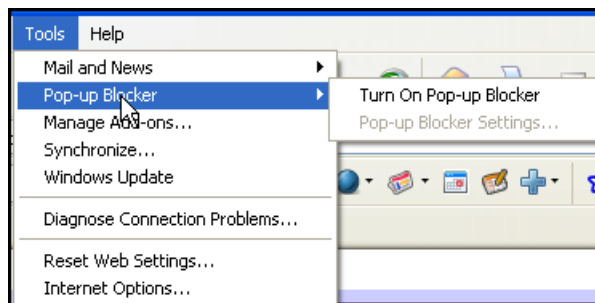 Tools Help
Mail and News
Pop-up Blocker
Turn On Pop-up Blocker
Manage Add-ons...
Pop-up Blocker Settings...
Synchronize...
Windows Update
Diagnose Connection Problems...
Reset Web Settings...
Internet Options...